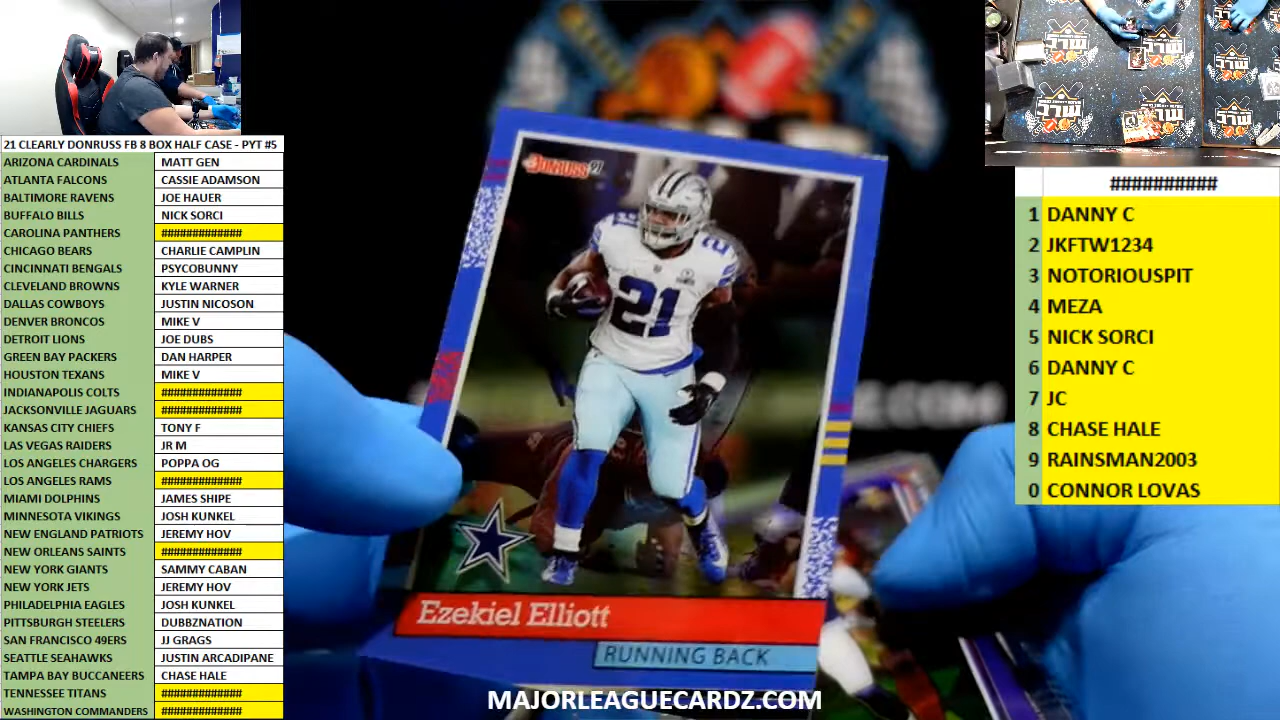 21 CLEARLY DONRUSS FB 8 BOX HALF CASE - PYT #5
ARIZONA CARDINALS MATT GEN
ATLANTA FALCONS CASSIE ADAMSON
BALTIMORE RAVENS JOE HAUER
BUFFALO BILLS NICK SORCI
CAROLINA PANTHERS #############
CHICAGO BEARS CHARLIE CAMPLIN
CINCINNATI BENGALS PSYCOBUNNY
CLEVELAND BROWNS KYLE WARNER
DALLAS COWBOYS JUSTIN NICOSON
DENVER BRONCOS MIKE V
DETROIT LIONS JOE DUBS
GREEN BAY PACKERS DAN HARPER
HOUSTON TEXANS MIKE V
INDIANAPOLIS COLTS #############
JACKSONVILLE JAGUARS #############
KANSAS CITY CHIEFS TONY F
LAS VEGAS RAIDERS JR M
LOS ANGELES CHARGERS POPPA OG
LOS ANGELES RAMS #############
MIAMI DOLPHINS JAMES SHIPE
MINNESOTA VIKINGS JOSH KUNKEL
NEW ENGLAND PATRIOTS JEREMY HOV
NEW ORLEANS SAINTS #############
NEW YORK GIANTS SAMMY CABAN
NEW YORK JETS JEREMY HOV
PHILADELPHIA EAGLES JOSH KUNKEL
PITTSBURGH STEELERS DUBBZNATION
SAN FRANCISCO 49ERS JJ GRAGS
SEATTLE SEAHAWKS JUSTIN ARCADIPANE
TAMPA BAY BUCCANEERS CHASE HALE
TENNESSEE TITANS #############
WASHINGTON COMMANDERS #############
DONRUSS 91
21
21
21
Ezekiel Elliott
RUNNING BACK
E.COM
MAJORLEAGUECARDZ.COM
##########
1 DANNY C
2 JKFTW1234
3 NOTORIOUSPIT
4 MEZA
5 NICK SORCI
6 DANNY C
7 JC
8 CHASE HALE
9 RAINSMAN2003
0 CONNOR LOVAS